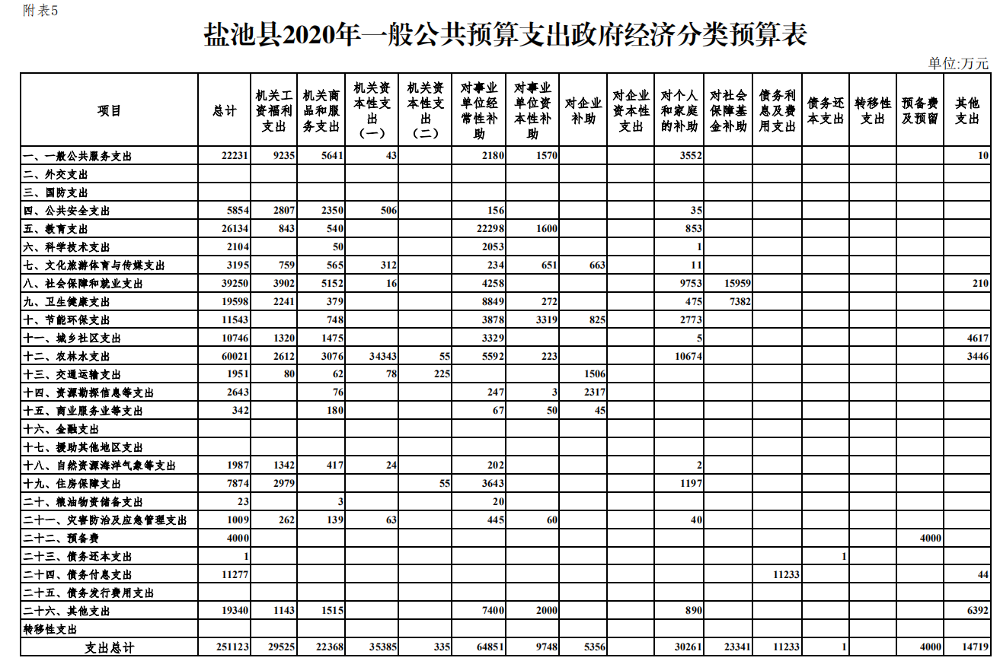 附表5
盐池县2020年一般公共预算支出政府经济分类预算表
单位:万元
项目 总计 机关工资福利支出 机关商品和服务支出 机关资本性支出（一） 机关资本性支出（二） 对事业单位经常性补助 对事业单位资本性补助 对企业补助 对企业资本性支出 对个人和家庭的补助 对社会保障基金补助 债务利息及费用支出 债务还本支出 转移性支出 预备费及预留 其他支出
一、一般公共服务支出 22231 9235 5641 43 2180 1570 3552 10
二、外交支出
三、国防支出
四、公共安全支出 5854 2807 2350 506 156 35
五、教育支出 26134 843 540 22298 1600 853
六、科学技术支出 2104 50 2053 1
七、文化旅游体育与传媒支出 3195 759 565 312 234 651 663 11
八、社会保障和就业支出 39250 3902 5152 16 4258 9753 15959 210
九、卫生健康支出 19598 2241 379 8849 272 475 7382
十、节能环保支出 11543 748 3878 3319 825 2773
十一、城乡社区支出 10746 1320 1475 3329 5 4617
十二、农林水支出 60021 2612 3076 34343 55 5592 223 10674 3446
十三、交通运输支出 1951 80 62 78 225 1506
十四、资源勘探信息等支出 2643 76 247 3 2317
十五、商业服务业等支出 342 180 67 50 45
十六、金融支出
十七、援助其他地区支出
十八、自然资源海洋气象等支出 1987 1342 417 24 202 2
十九、住房保障支出 7874 2979 55 3643 1197
二十、粮油物资储备支出 23 3 20
二十一、灾害防治及应急管理支出 1009 262 139 63 445 60 40
二十二、预备费 4000 4000
二十三、债务还本支出 1 1
二十四、债务付息支出 11277 11233 44
二十五、债务发行费用支出
二十六、其他支出 19340 1143 1515 7400 2000 890 6392
转移性支出
支出总计 251123 29525 22368 35385 335 64851 9748 5356 30261 23341 11233 1 4000 14719